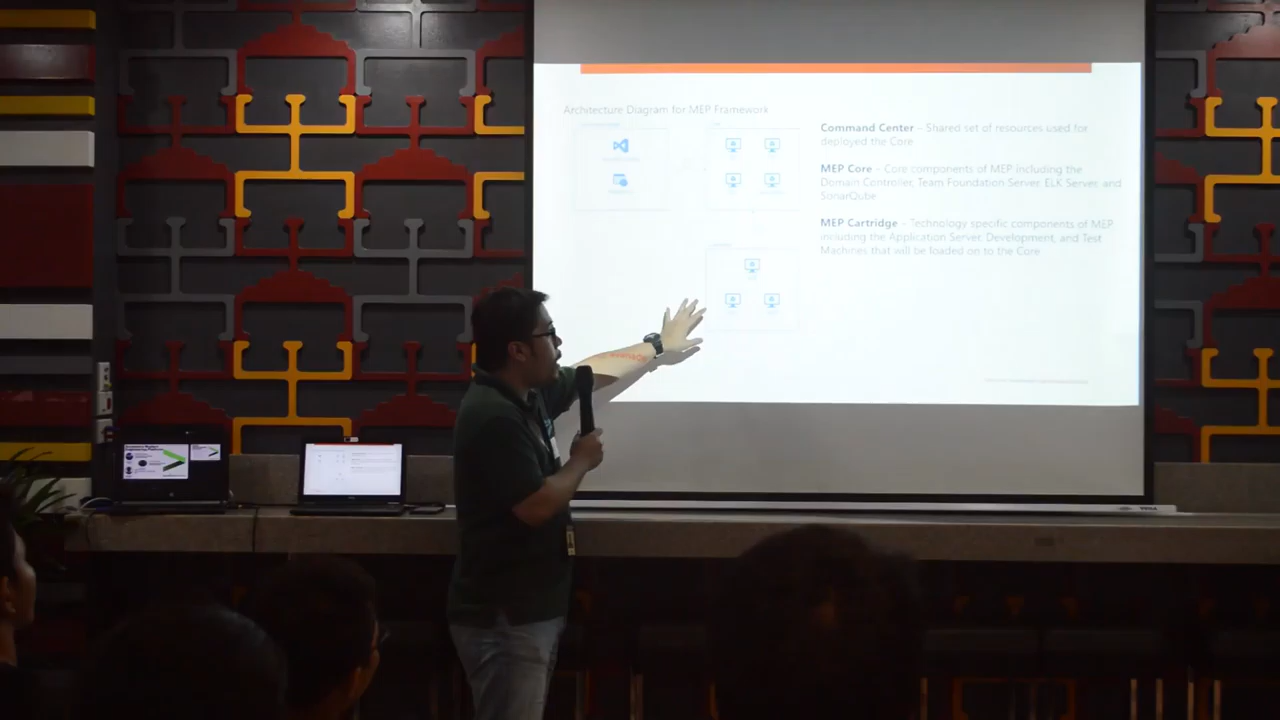 Architecture Diagram for MEP Framework
Command Center - Shared set of resources used for
deployed the Core
MEP Core - Core components of MEP including the
Domain Controller, Team Foundation Server, ELK Server, and
SonarQube
MEP Cartridge - Technology specific components of MEP
including the Application Server, Development, and Test
Machines that will be loaded on to the Core